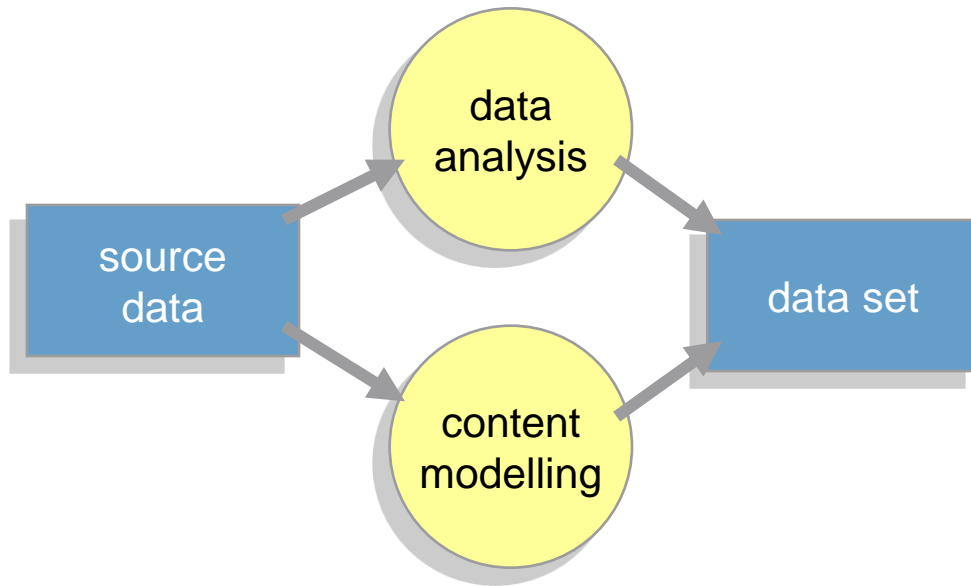 data
analysis
source
data
data set
content
modelling